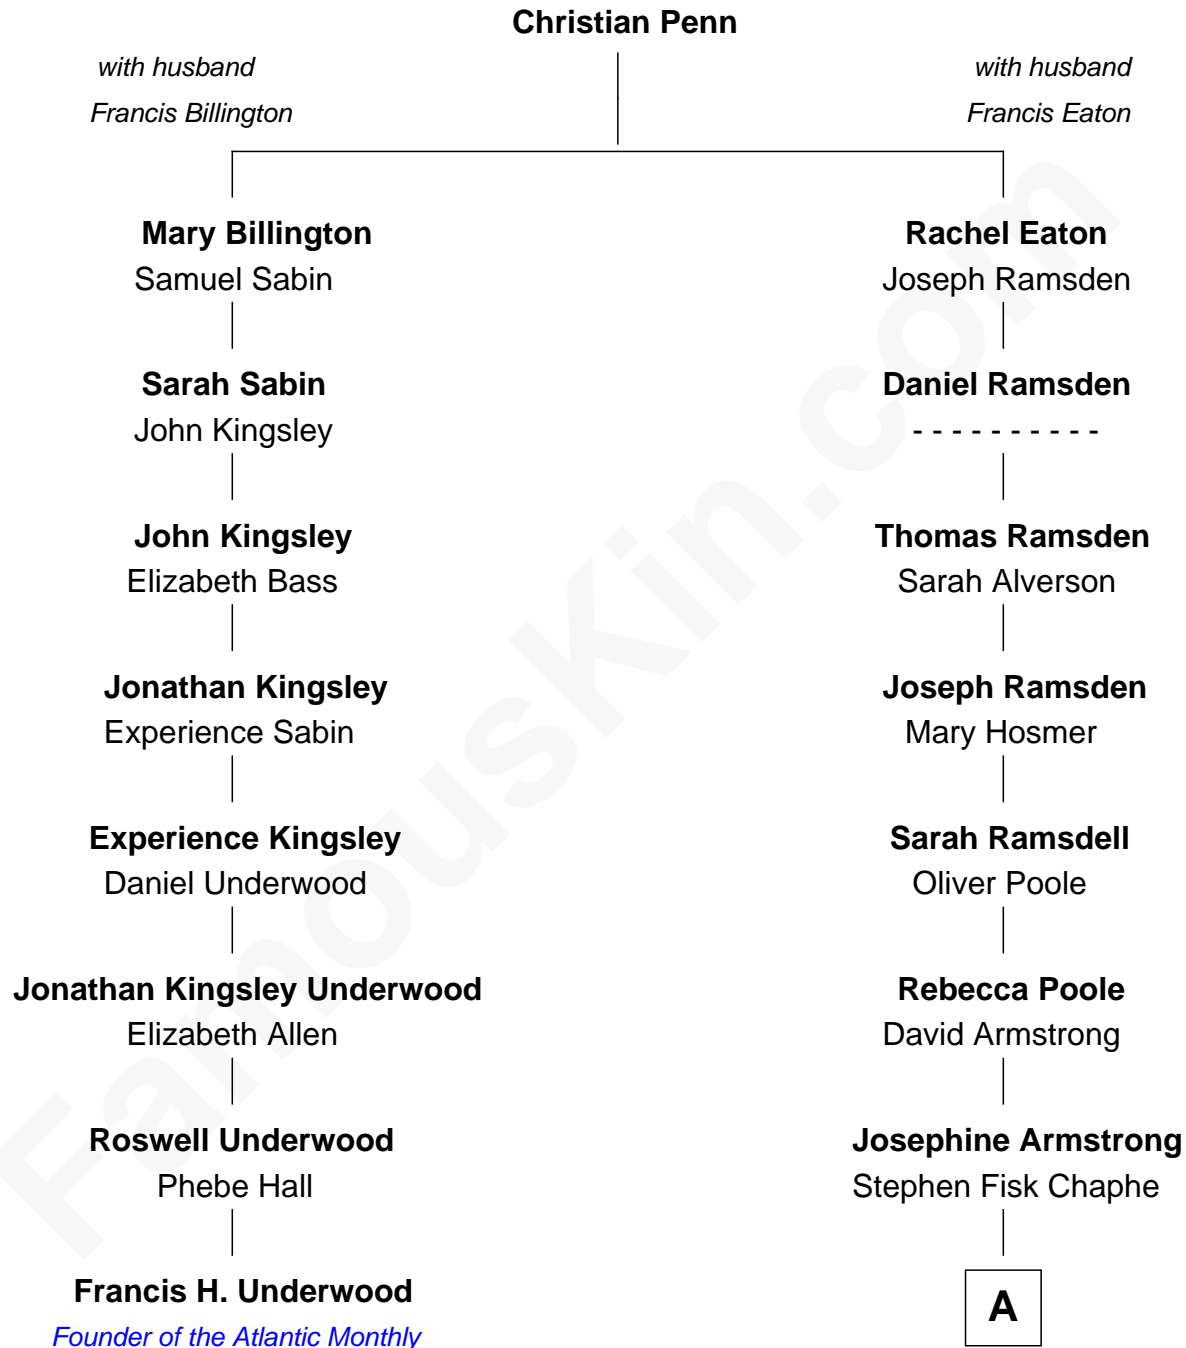 Christian Penn
with husband
Francis Billington
with husband
Francis Eaton
Mary Billington
Samuel Sabin
Rachel Eaton
Joseph Ramsden
Sarah Sabin
John Kingsley
Daniel Ramsden
- - - - - - - - - -
John Kingsley
Elizabeth Bass
Thomas Ramsden
Sarah Alverson
Jonathan Kingsley
Experience Sabin
Joseph Ramsden
Mary Hosmer
Experience Kingsley
Daniel Underwood
Sarah Ramsdell
Oliver Poole
Jonathan Kingsley Underwood
Elizabeth Allen
Rebecca Poole
David Armstrong
Roswell Underwood
Phebe Hall
Josephine Armstrong
Stephen Fisk Chaphe
Francis H. Underwood
Founder of the Atlantic Monthly
A
FamousKin.com